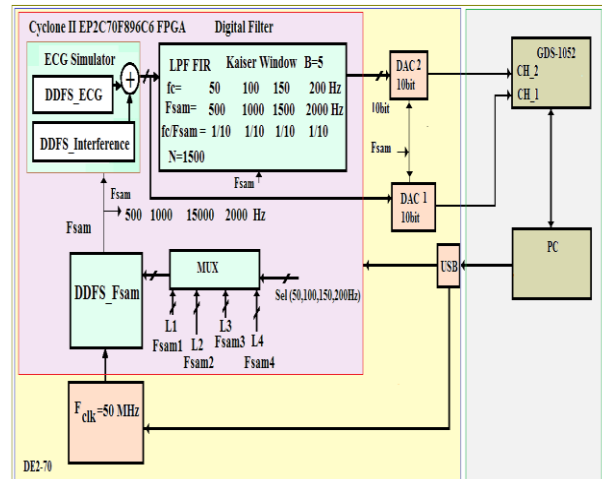 Cyclone II EP2C70F896C6 FPGA Digital Filter
ECG Simulator
DDFS_ECG
+
DDFS_Interference
LPF FIR Kaiser Window B=5
fc= 50 100 150 200 Hz
Fsam= 500 1000 1500 2000 Hz
fc/Fsam = 1/10 1/10 1/10 1/10
N=1500
Fsam
DAC 2
10bit
10bit
Fsam
DAC 1
10bit
GDS-1052
CH_2
CH_1
Fsam
500 1000 15000 2000 Hz
Fsam
DDFS_Fsam
MUX
Sel (50,100,150,200Hz)
L1
Fsam1
L2
Fsam2
L3
Fsam3
L4
Fsam4
USB
PC
Fclk =50 MHz
DE2-70